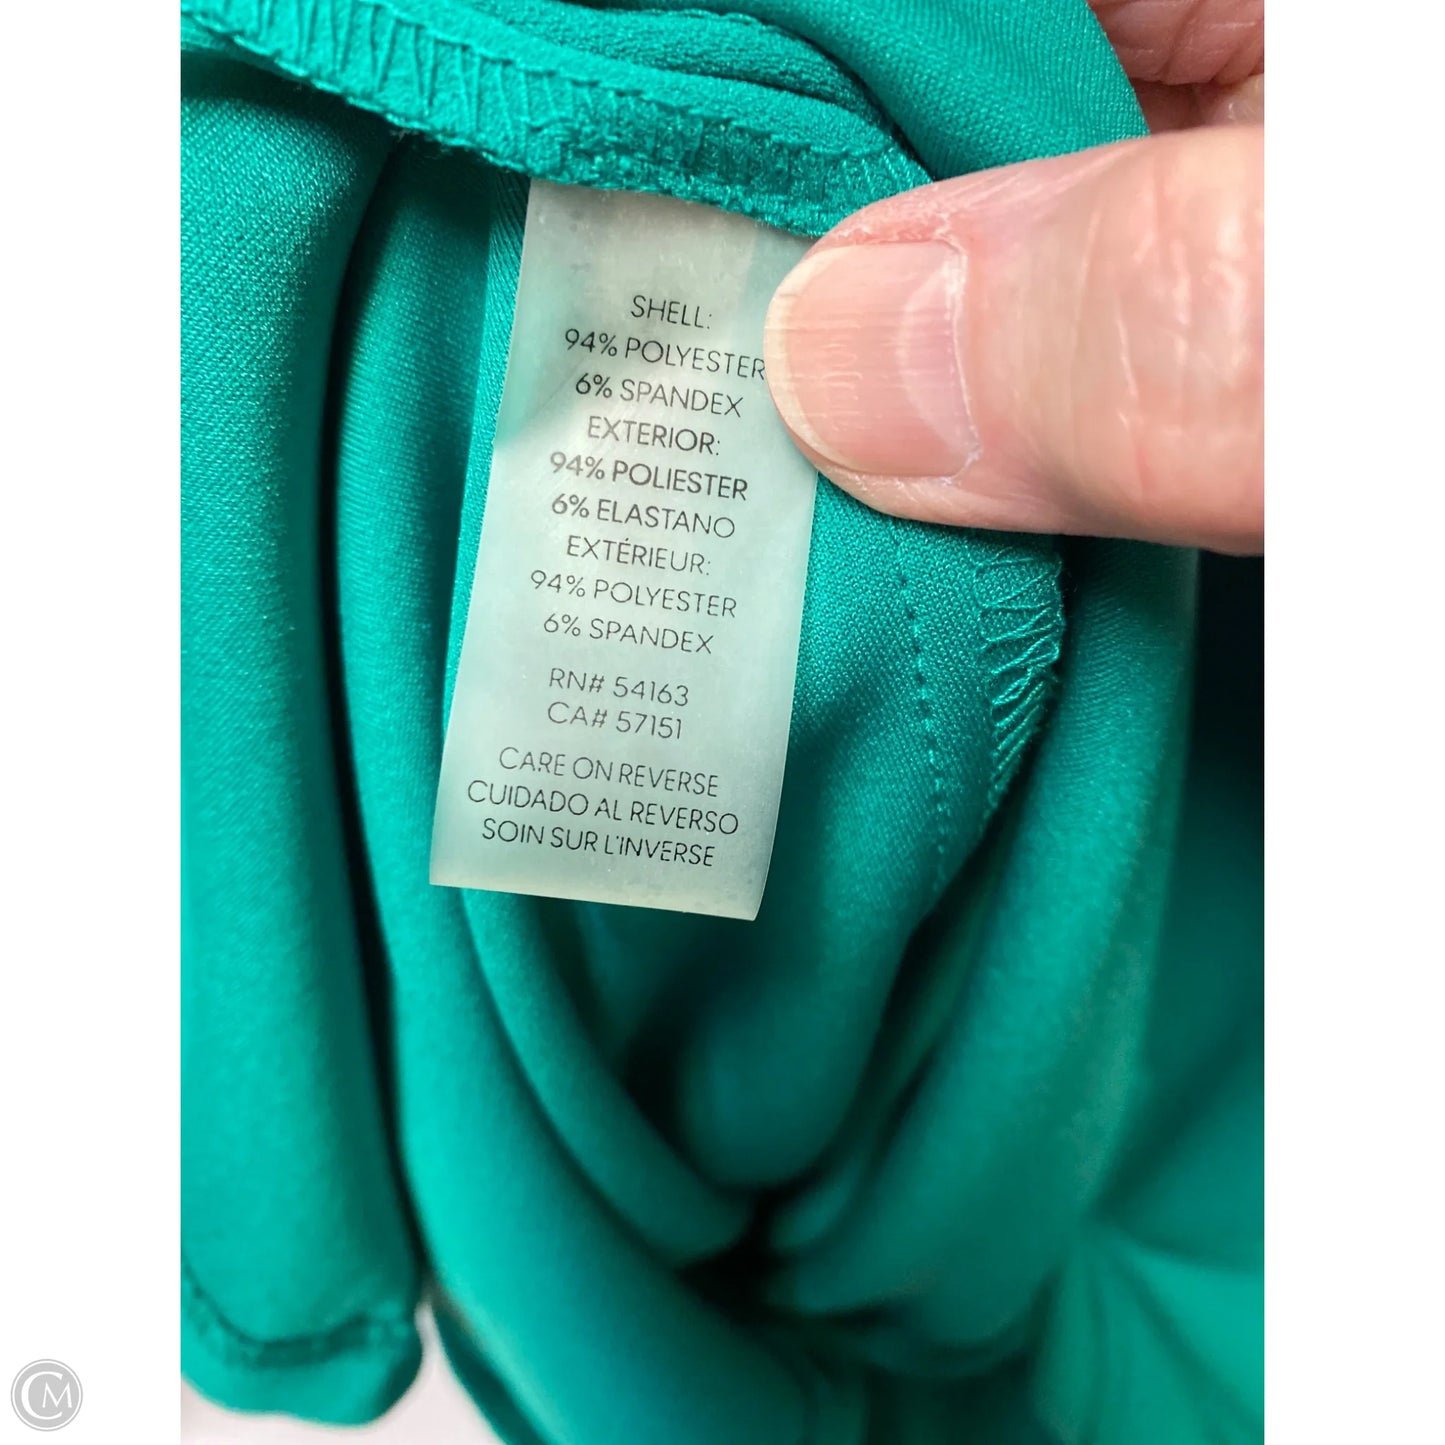 SHELL:
94% POLYESTER
6% SPANDEX
EXTERIOR:
94% POLIESTER
6% ELASTANO
EXTÉRIEUR:
94% POLYESTER
6% SPANDEX
RN# 54163
CA# 57151
CARE ON REVERSE
CUIDADO AL REVERSO
SOIN SUR L'INVERSE
CM